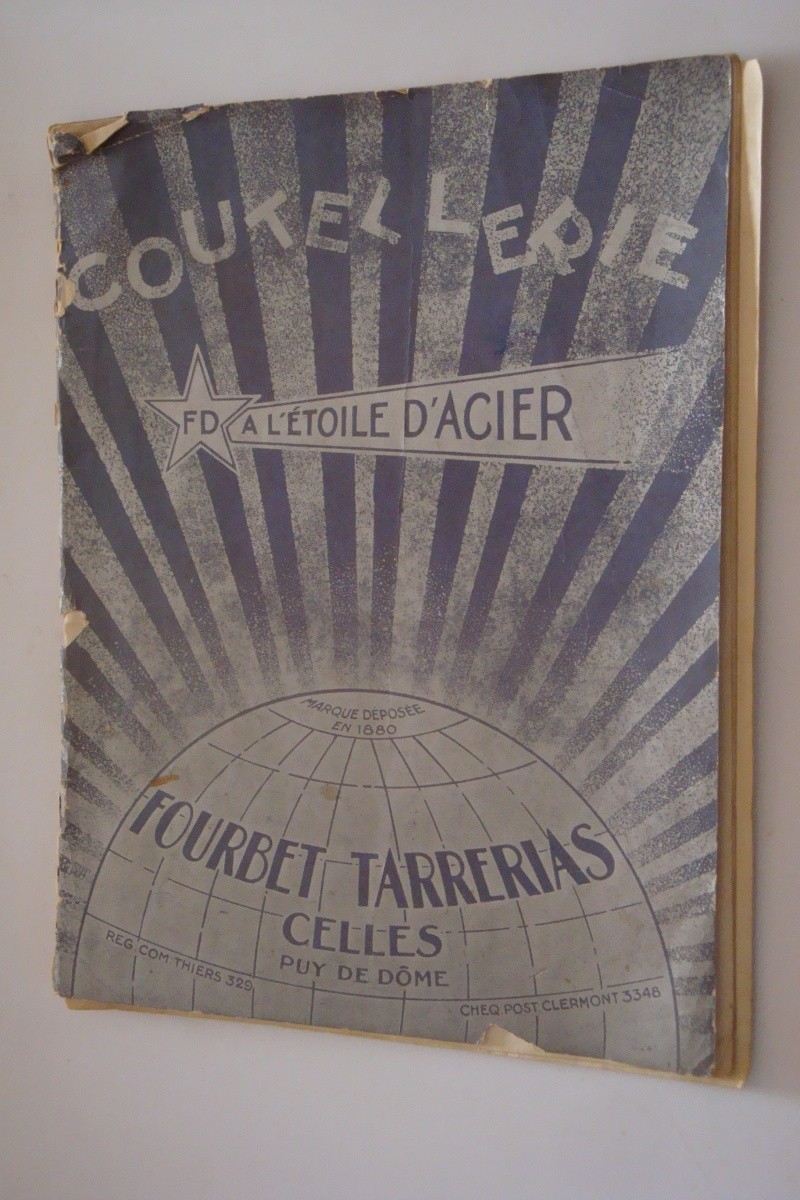 COUTELLERIE
FD A L'ÉTOILE D'ACIER
MARQUE DÉPOSÉE
EN 1880
FOURBET TARRERIAS
CELLES
PUY DE DÔME
REG. COM THIERS 329
CHEQ. POST CLERMONT 3348